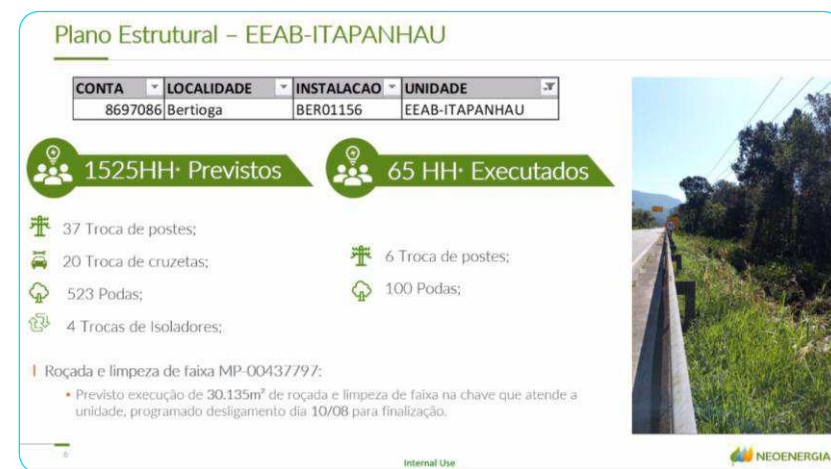 Plano Estrutural – EEAB-ITAPANHAU
CONTA LOCALIDADE INSTALACAO UNIDADE
8697086 Bertioga BER01156 EEAB-ITAPANHAU
1525HH· Previstos
65 HH· Executados
37 Troca de postes;
20 Troca de cruzetas;
523 Podas;
4 Trocas de Isoladores;
6 Troca de postes;
100 Podas;
Roçada e limpeza de faixa MP-00437797:
• Previsto execução de 30.135m² de roçada e limpeza de faixa na chave que atende a
unidade, programado desligamento dia 10/08 para finalização.
6
Internal Use
NEOENERGIA